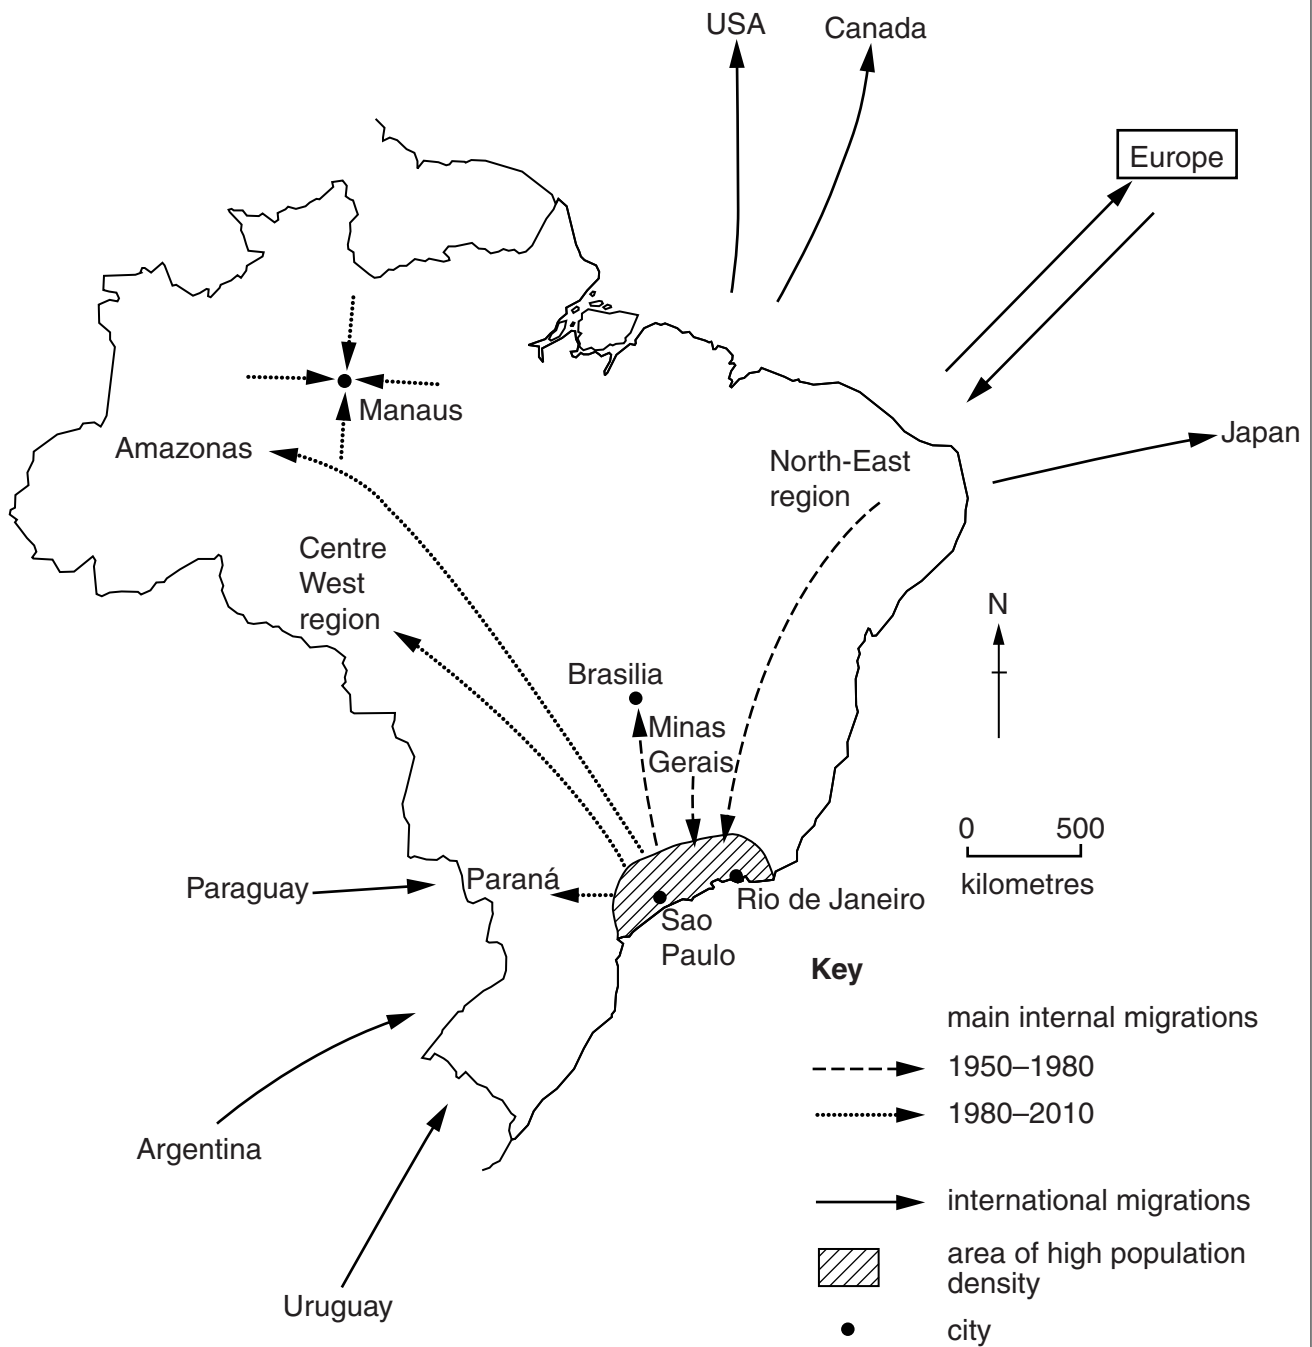 USA
Canada
Europe
Manaus
Amazonas
Japan
North-East
region
Centre
West
region
N
Brasilia
Minas
Gerais
0 500
kilometres
Paraguay
Paraná
Rio de Janeiro
Sao
Paulo
Key
main internal migrations
1950–1980
1980–2010
Argentina
international migrations
area of high population
density
Uruguay
city